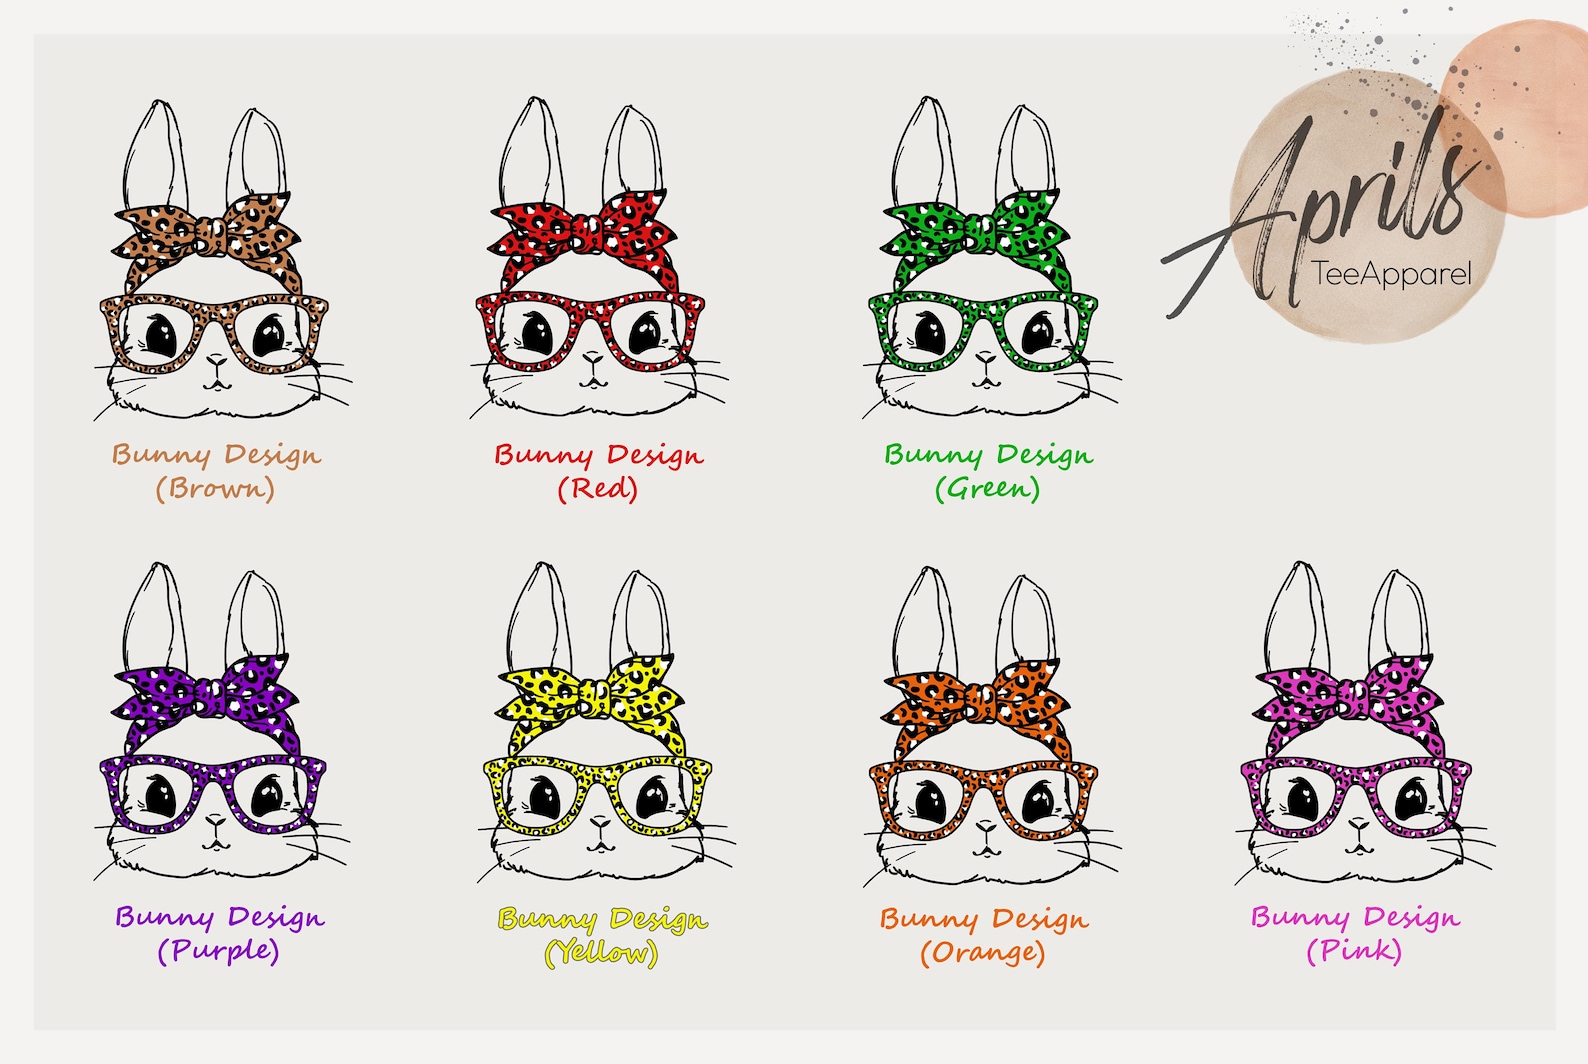 Aprils
TeeApparel
Bunny Design
(Brown)
Bunny Design
(Red)
Bunny Design
(Green)
Bunny Design
(Purple)
Bunny Design
(Yellow)
Bunny Design
(Orange)
Bunny Design
(Pink)